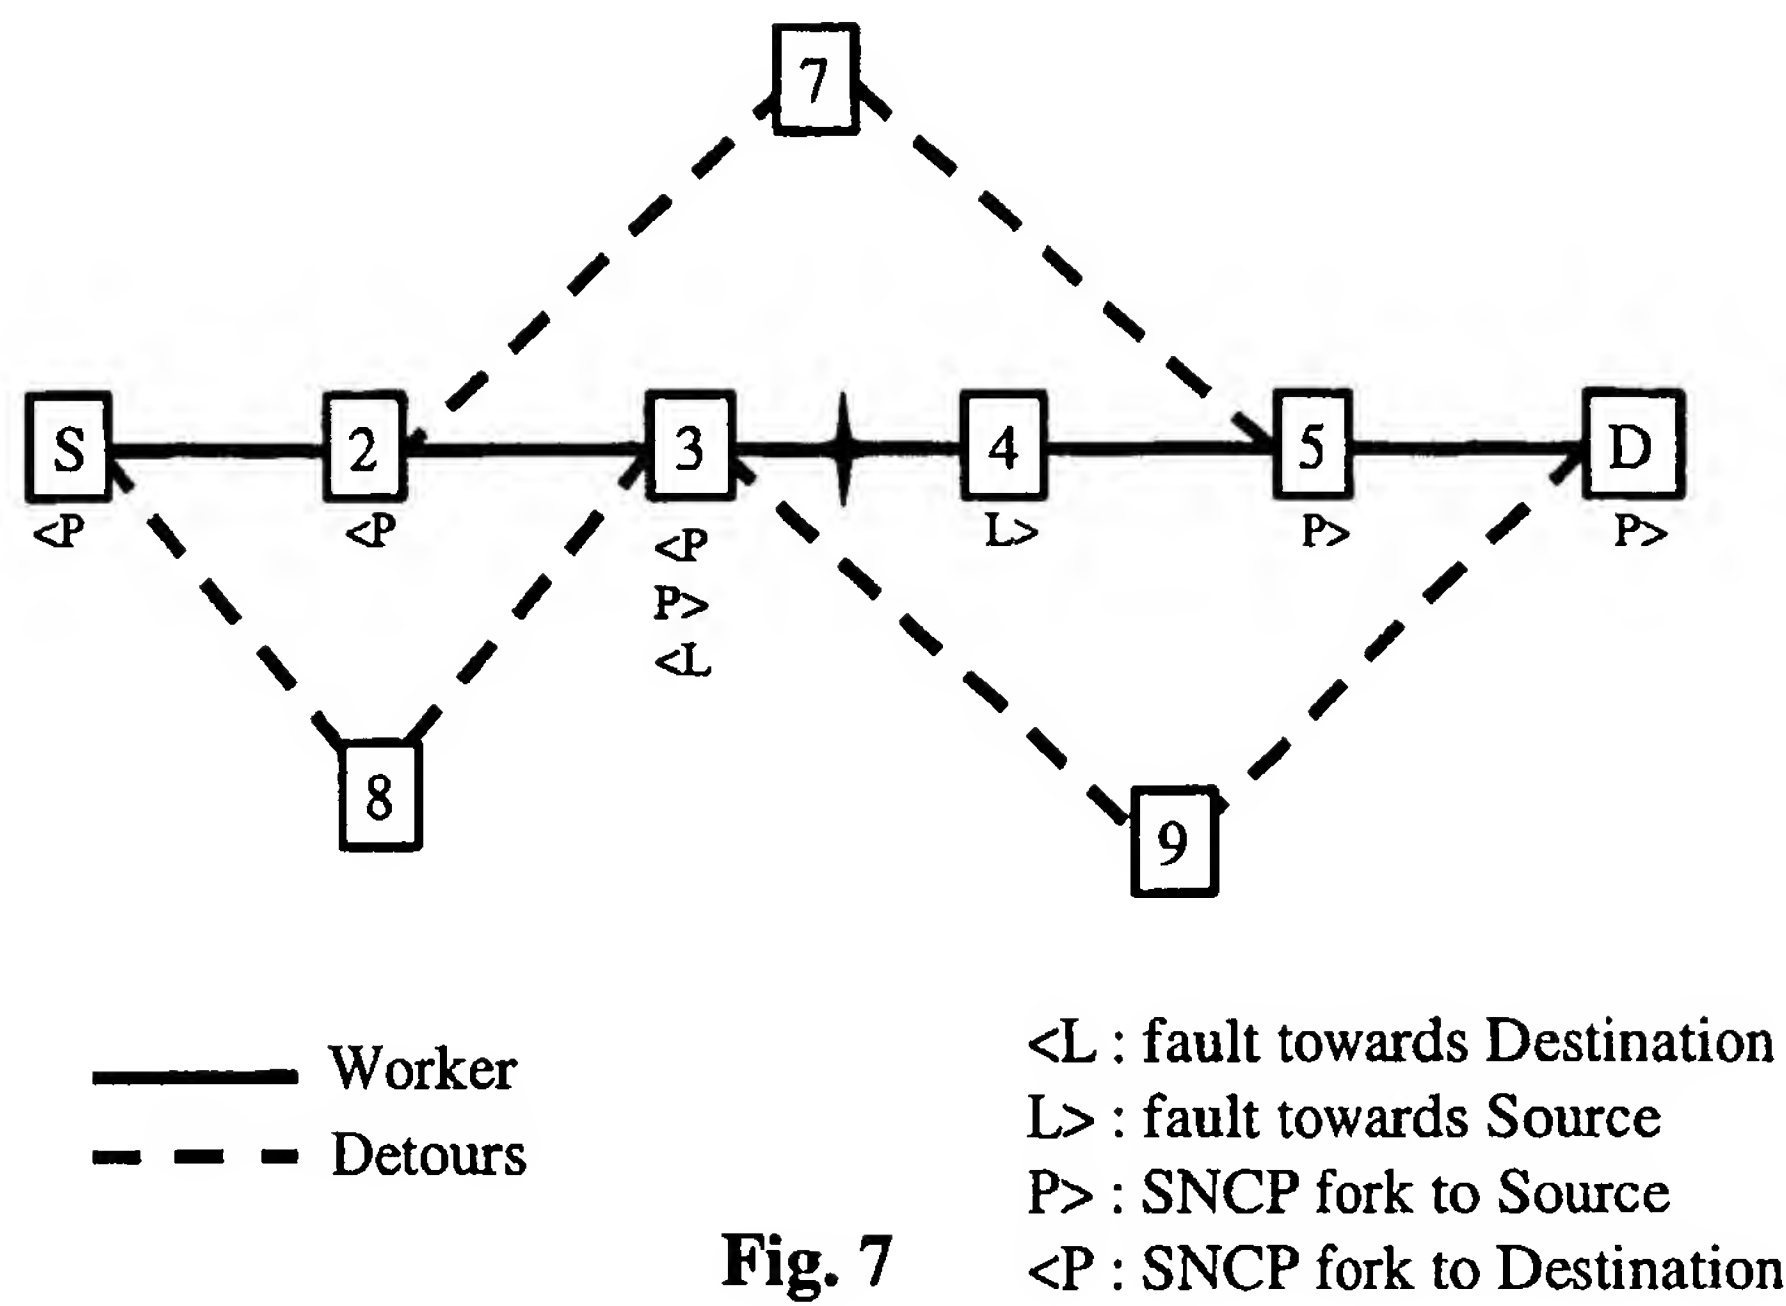 7
S 2 3 4 5 D
<P <P <P L> P> P>
P>
<L
8
9
Worker
Detours
<L : fault towards Destination
L> : fault towards Source
P> : SNCP fork to Source
<P : SNCP fork to Destination
Fig. 7